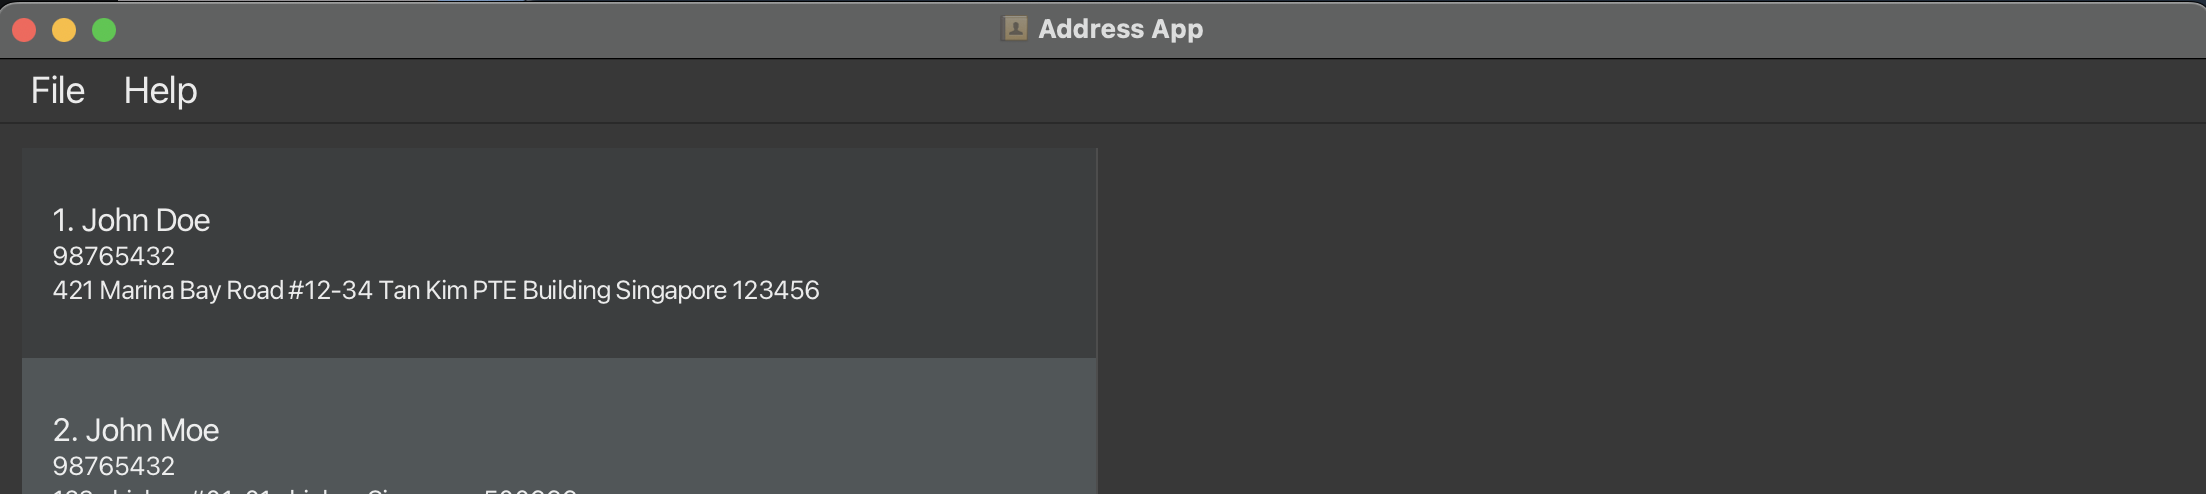 Address App
File Help
1. John Doe
98765432
421 Marina Bay Road #12-34 Tan Kim PTE Building Singapore 123456
2. John Moe
98765432